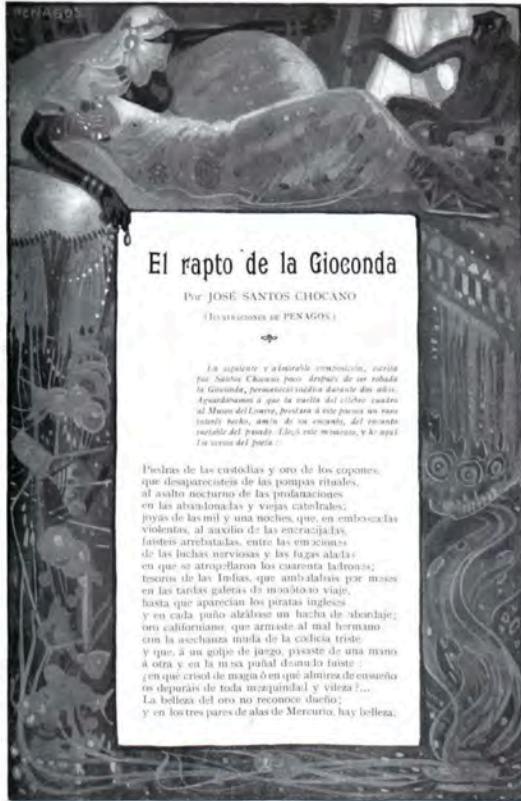 PENAGOS
El rapto de la Gioconda
Por JOSÉ SANTOS CHOCANO
(ILUSTRACIONES DE PENAGOS)
La siguiente y admirable composición, escrita
por Santos Chocano poco después de ser robada
la Gioconda, permaneció inédita durante dos años.
Aguardábamos á que la vuelta del célebre cuadro
al Museo del Louvre, prestara á este poema un raro
interés hecho, amén de su encanto, del encanto
inefable del pasado. Llegó este momento, y he aquí
los versos del poeta:
Piedras de las custodias y oro de los copones,
que desaparecisteis de las pompas rituales,
al asalto nocturno de las profanaciones
en las abandonadas y viejas catedrales;
joyas de las mil y una noches, que, en emboscadas
violentas, al auxilio de las encrucijadas,
fuisteis arrebatadas, entre las emociones
de las luchas nerviosas y las fugas aladas
en que se atropellaron los cuarenta ladrones;
tesoros de las Indias, que ambulabais por meses
en las tardas galeras de monótono viaje,
hasta que aparecían los piratas ingleses
y en cada puño alzábase un hacha de abordaje;
oro californiano, que armaste al mal hermano
con la asechanza muda de la codicia triste
y que, á un golpe de juego, pasaste de una mano
á otra y en la mesa puñal desnudo fuiste:
¿en qué crisol de magia ó en qué almirez de ensueño
os depuráis de toda mezquindad y vileza?...
La belleza del oro no reconoce dueño;
y en los tres pares de alas de Mercurio, hay belleza.